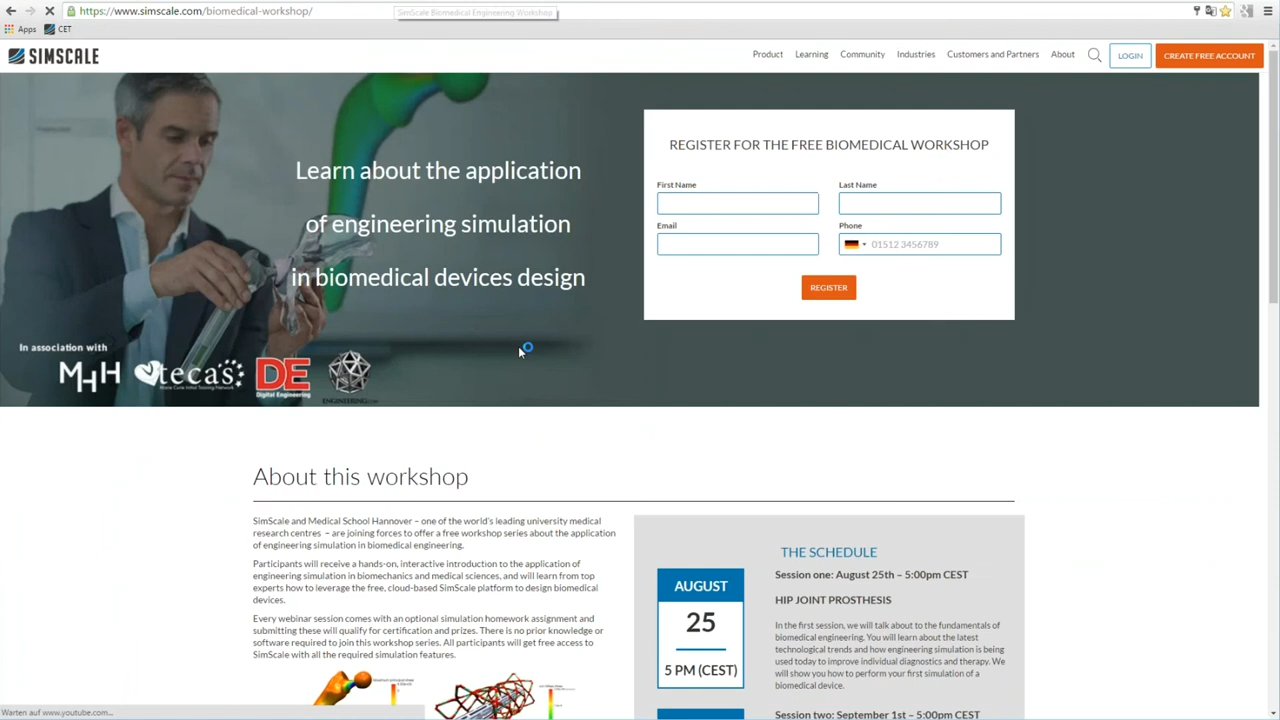 https://www.simscale.com/biomedical-workshop/
SimScale Biomedical Engineering Workshop
Apps
CET
SIMSCALE
Product
Learning
Community
Industries
Customers and Partners
About
LOGIN
CREATE FREE ACCOUNT
Learn about the application
of engineering simulation
in biomedical devices design
In association with
MHH
tecas
DE
Digital Engineering
ENGINEERING.com
REGISTER FOR THE FREE BIOMEDICAL WORKSHOP
First Name
Last Name
Email
Phone
01512 3456789
REGISTER
About this workshop
SimScale and Medical School Hannover – one of the world's leading university medical
research centres – are joining forces to offer a free workshop series about the application
of engineering simulation in biomedical engineering.
Participants will receive a hands-on, interactive introduction to the application of
engineering simulation in biomechanics and medical sciences, and will learn from top
experts how to leverage the free, cloud-based SimScale platform to design biomedical
devices.
Every webinar session comes with an optional simulation homework assignment and
submitting these will qualify for certification and prizes. There is no prior knowledge or
software required to join this workshop series. All participants will get free access to
SimScale with all the required simulation features.
THE SCHEDULE
AUGUST
25
5 PM (CEST)
Session one: August 25th – 5:00pm CEST
HIP JOINT PROSTHESIS
In the first session, we will talk about to the fundamentals of
biomedical engineering. You will learn about the latest
technological trends and how engineering simulation is being
used today to improve individual diagnostics and therapy. We
will show you how to perform your first simulation of a
biomedical device.
Session two: September 1st – 5:00pm CEST
Warten auf www.youtube.com...